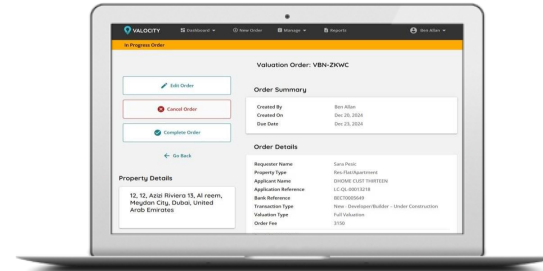 VALOCITY Dashboard New Order Manage Reports Ben Allan
In Progress Order
Valuation Order: VBN-ZKWC
Edit Order
Cancel Order
Complete Order
Go Back
Property Details
12, 12, Azizi Riviera 13, Al reem,
Meydan City, Dubai, United
Arab Emirates
Order Summary
Created By Ben Allan
Created On Dec 20, 2024
Due Date Dec 23, 2024
Order Details
Requester Name Zara Pessi
Property Type Res-Flat/Apartment
Applicant Name DHOME CUST THIRTEEN
Application Reference LC-QL-00013218
Bank Reference BECT0005649
Transaction Type New - Developer/Builder - Under Construction
Valuation Type Full Valuation
Order Fee 3150